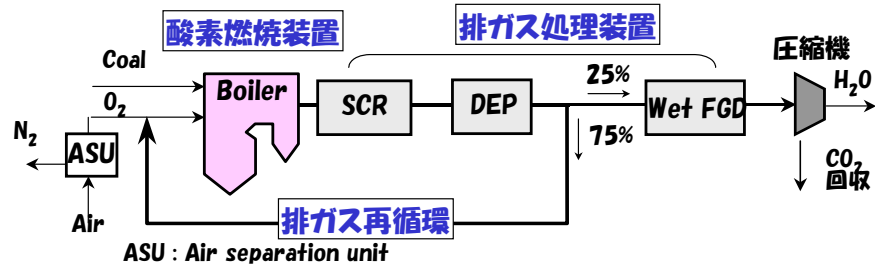 酸素燃焼装置
排ガス処理装置
圧縮機
Coal
O2
Boiler
SCR
DEP
25%
75%
Wet FGD
H2O
N2
ASU
Air
CO2
回収
排ガス再循環
ASU : Air separation unit